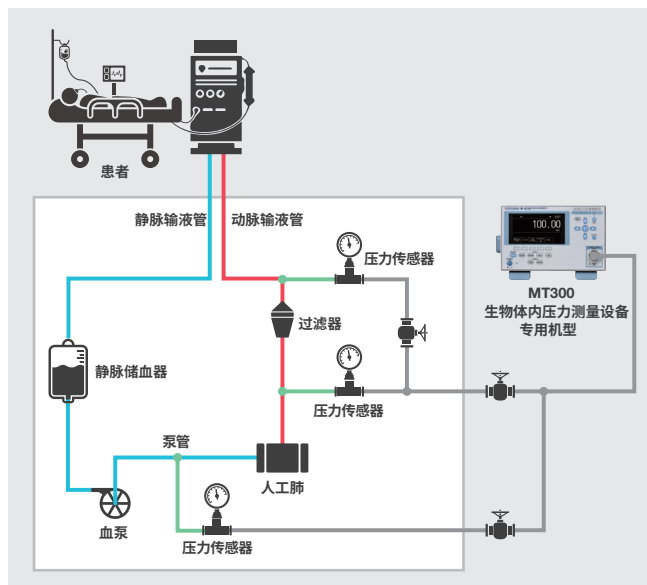 患者
静脉输液管
动脉输液管
压力传感器
100.00
MT300
生物体内压力测量设备
专用机型
过滤器
静脉储血器
压力传感器
泵管
人工肺
血泵
压力传感器